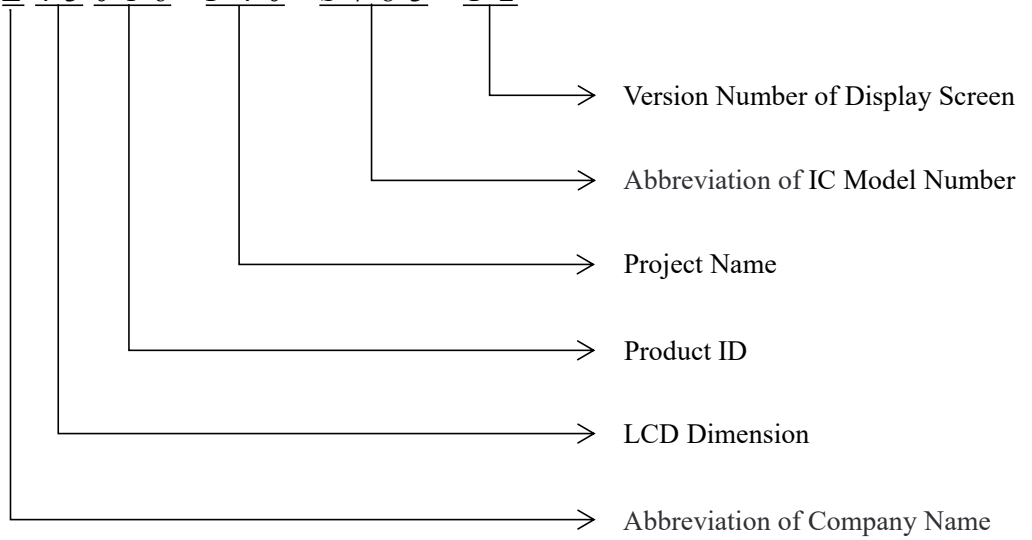 Version Number of Display Screen
Abbreviation of IC Model Number
Project Name
Product ID
LCD Dimension
Abbreviation of Company Name